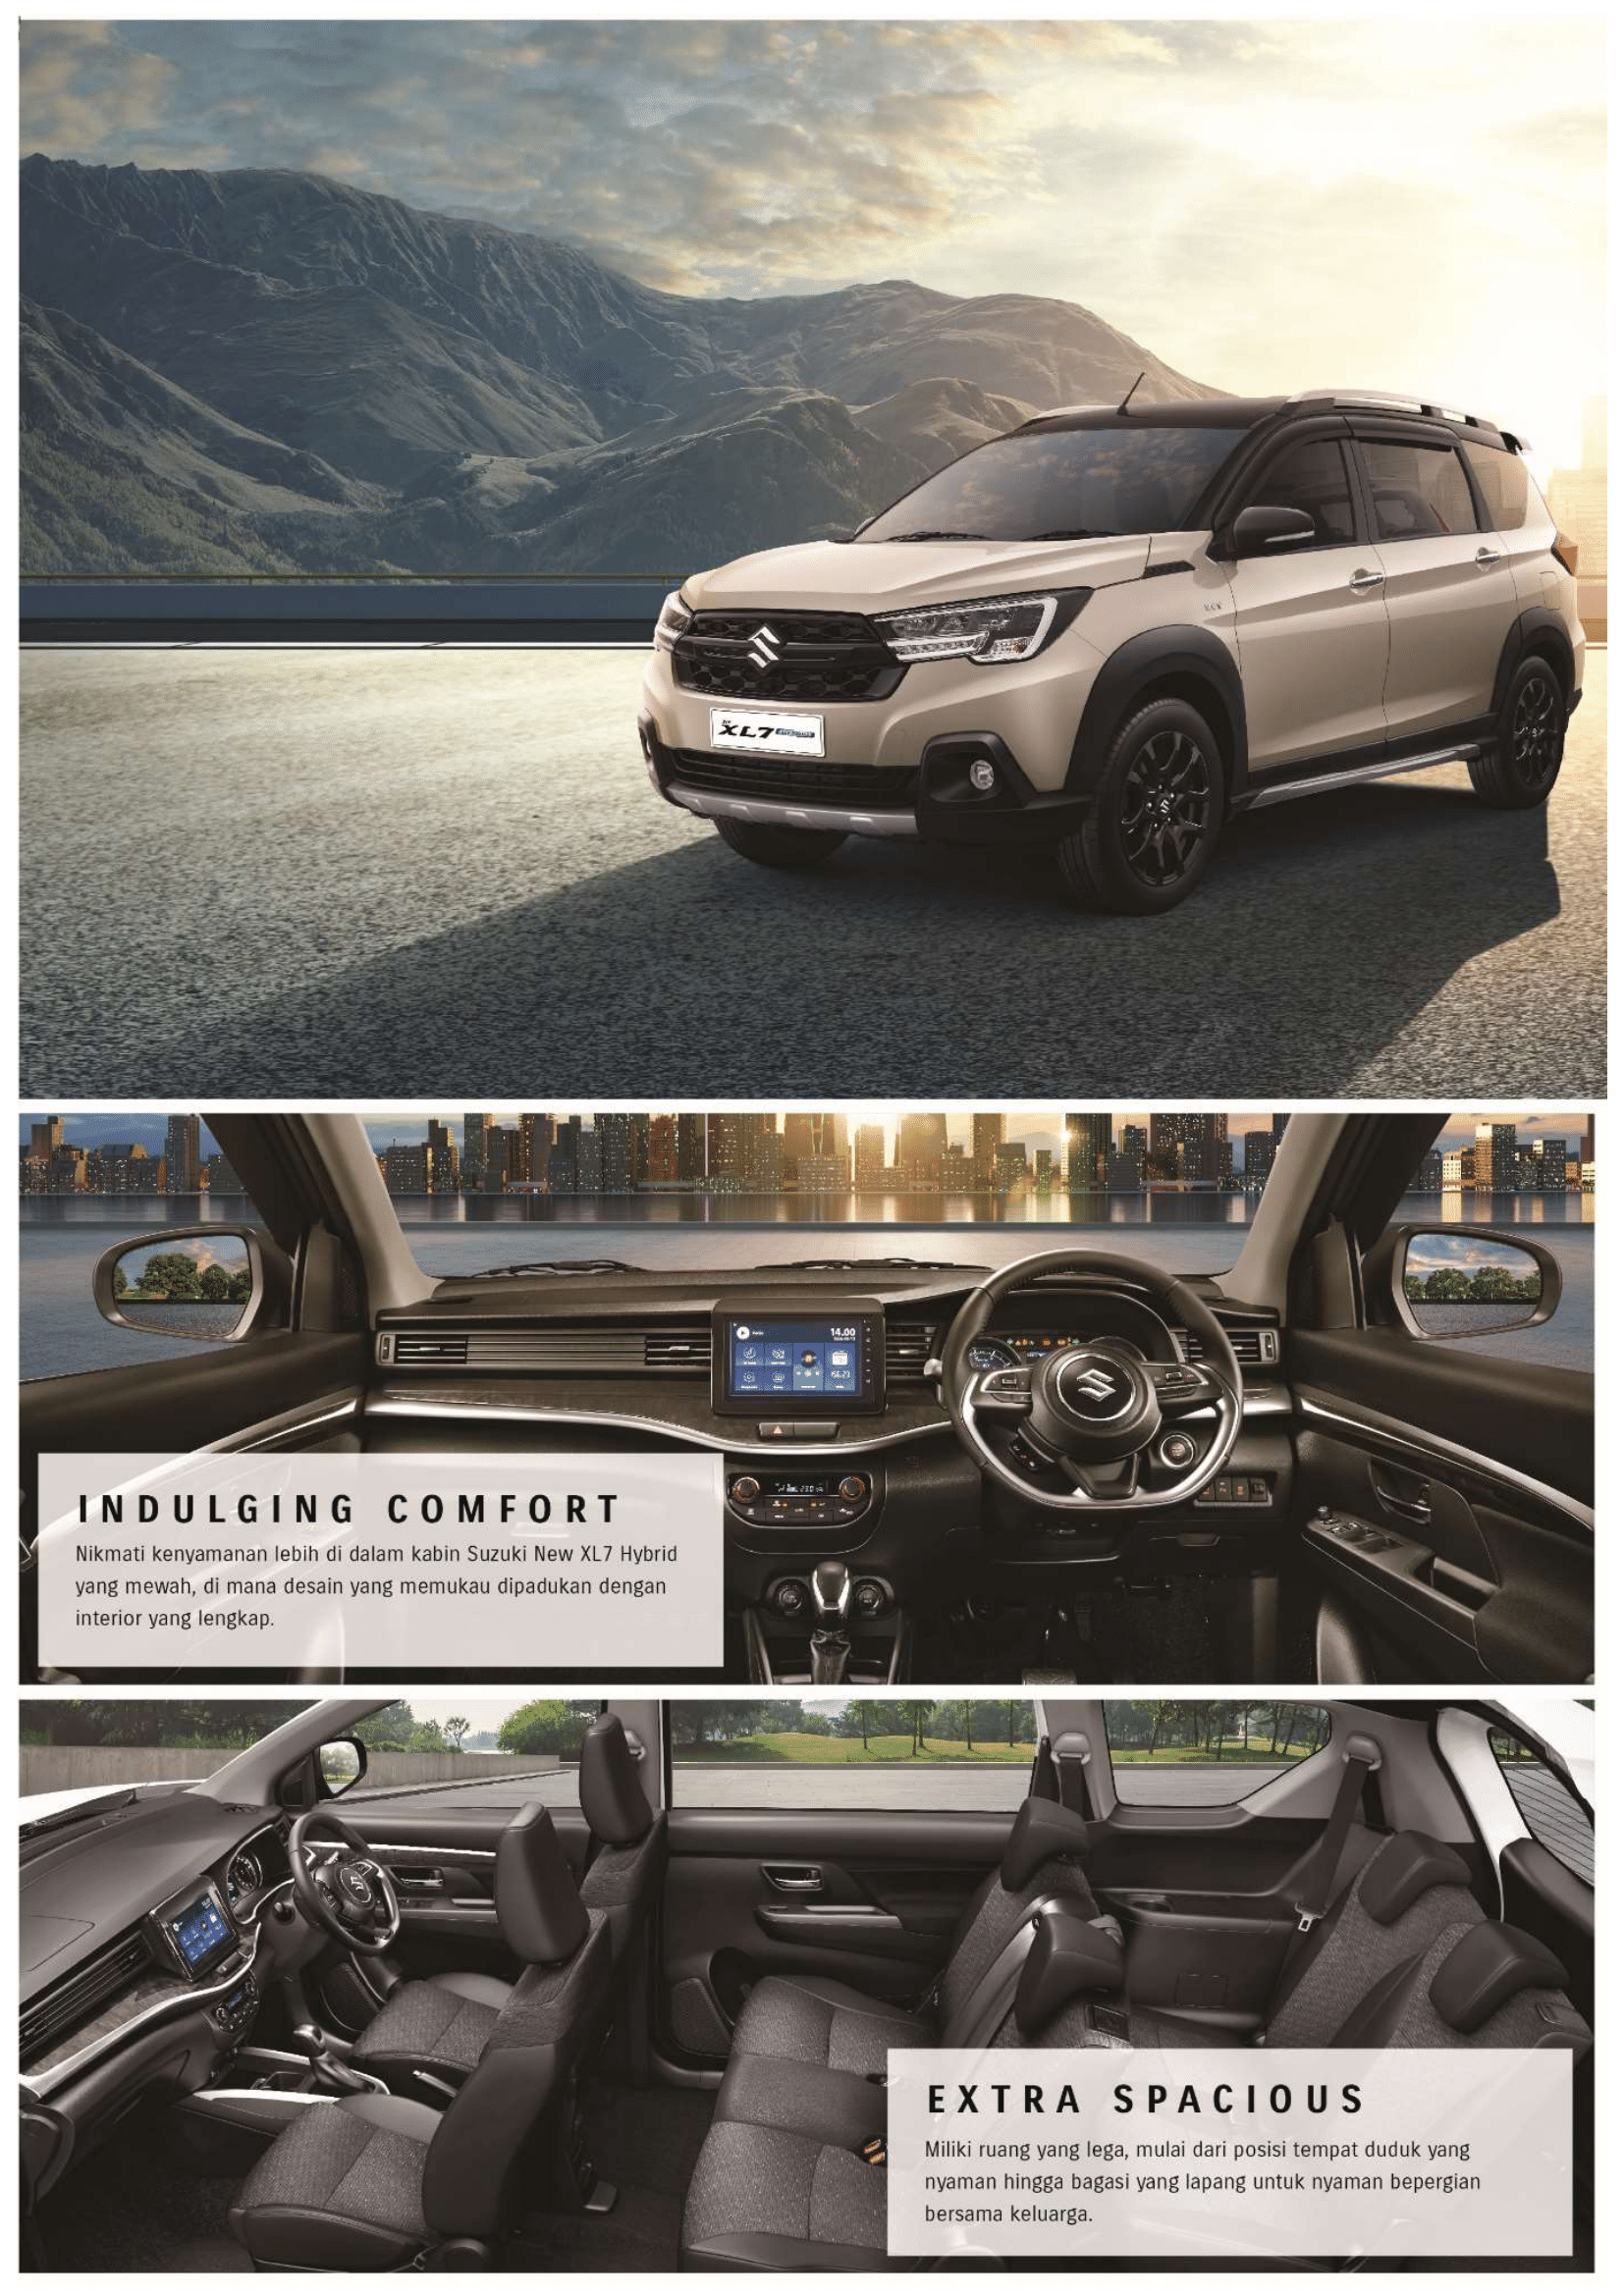 XL7
14.00
INDULGING COMFORT
Nikmati kenyamanan lebih di dalam kabin Suzuki New XL7 Hybrid
yang mewah, di mana desain yang memukau dipadukan dengan
interior yang lengkap.
EXTRA SPACIOUS
Miliki ruang yang lega, mulai dari posisi tempat duduk yang
nyaman hingga bagasi yang lapang untuk nyaman bepergian
bersama keluarga.